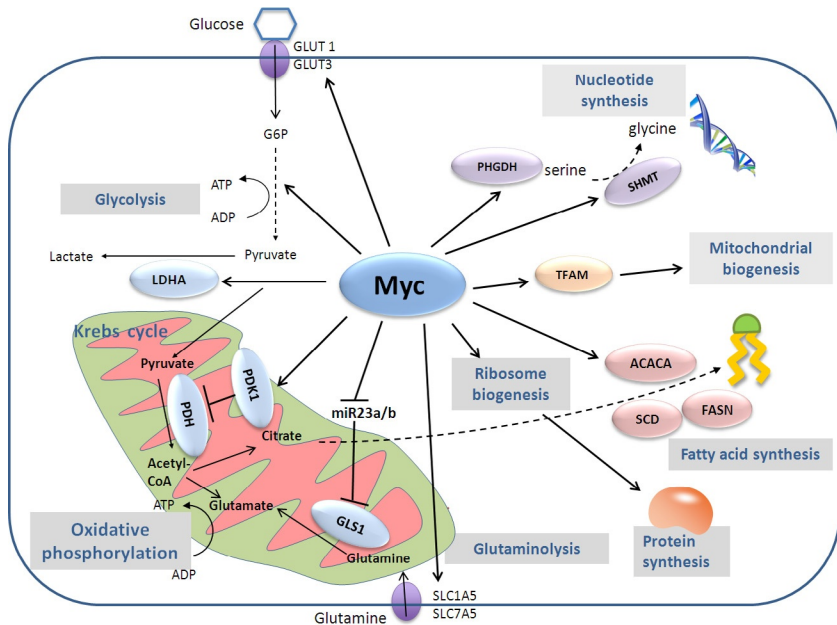 Glucose
GLUT 1
GLUT3
G6P
ATP
ADP
Glycolysis
Lactate
Pyruvate
LDHA
Myc
PHGDH
serine
Nucleotide
synthesis
glycine
SHMT
TFAM
Mitochondrial
biogenesis
Krebs cycle
Pyruvate
PDH
PDK1
Acetyl-
CoA
Citrate
Glutamate
miR23a/b
GLS1
Glutamine
ATP
ADP
Oxidative
phosphorylation
Ribosome
biogenesis
ACACA
SCD
FASN
Fatty acid synthesis
Glutaminolysis
Protein
synthesis
Glutamine
SLC1A5
SLC7A5